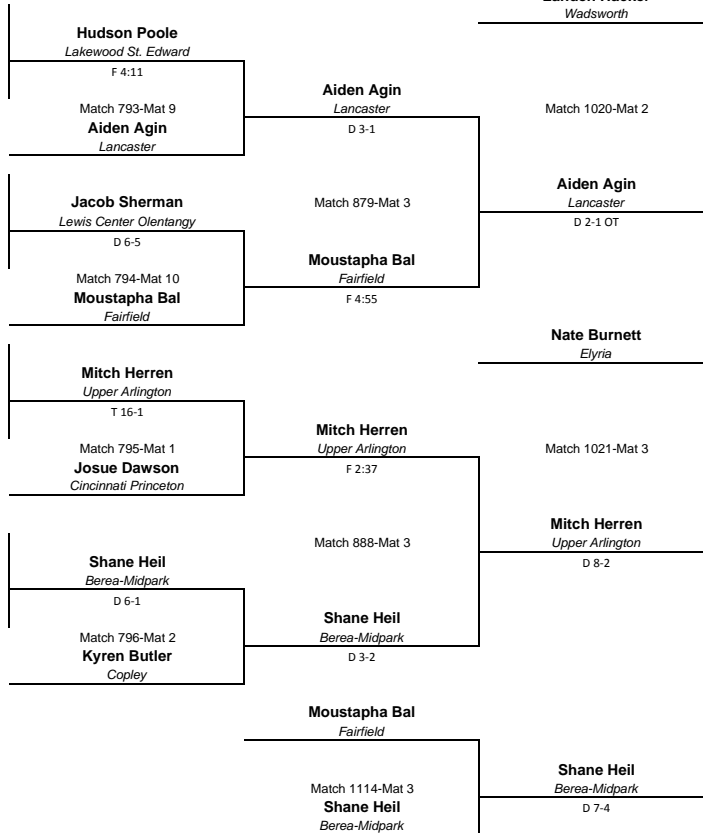 Wadsworth
Hudson Poole
Lakewood St. Edward
F 4:11
Aiden Agin
Match 793-Mat 9
Lancaster
Match 1020-Mat 2
Aiden Agin
D 3-1
Lancaster
Aiden Agin
Jacob Sherman
Match 879-Mat 3
Lancaster
Lewis Center Olentangy
D 2-1 OT
D 6-5
Moustapha Bal
Match 794-Mat 10
Fairfield
Moustapha Bal
F 4:55
Fairfield
Nate Burnett
Elyria
Mitch Herren
Upper Arlington
T 16-1
Mitch Herren
Match 795-Mat 1
Upper Arlington
Match 1021-Mat 3
Josue Dawson
F 2:37
Cincinnati Princeton
Mitch Herren
Match 888-Mat 3
Upper Arlington
Shane Heil
D 8-2
Berea-Midpark
D 6-1
Shane Heil
Match 796-Mat 2
Berea-Midpark
Kyren Butler
D 3-2
Copley
Moustapha Bal
Fairfield
Shane Heil
Match 1114-Mat 3
Berea-Midpark
Shane Heil
D 7-4
Berea-Midpark